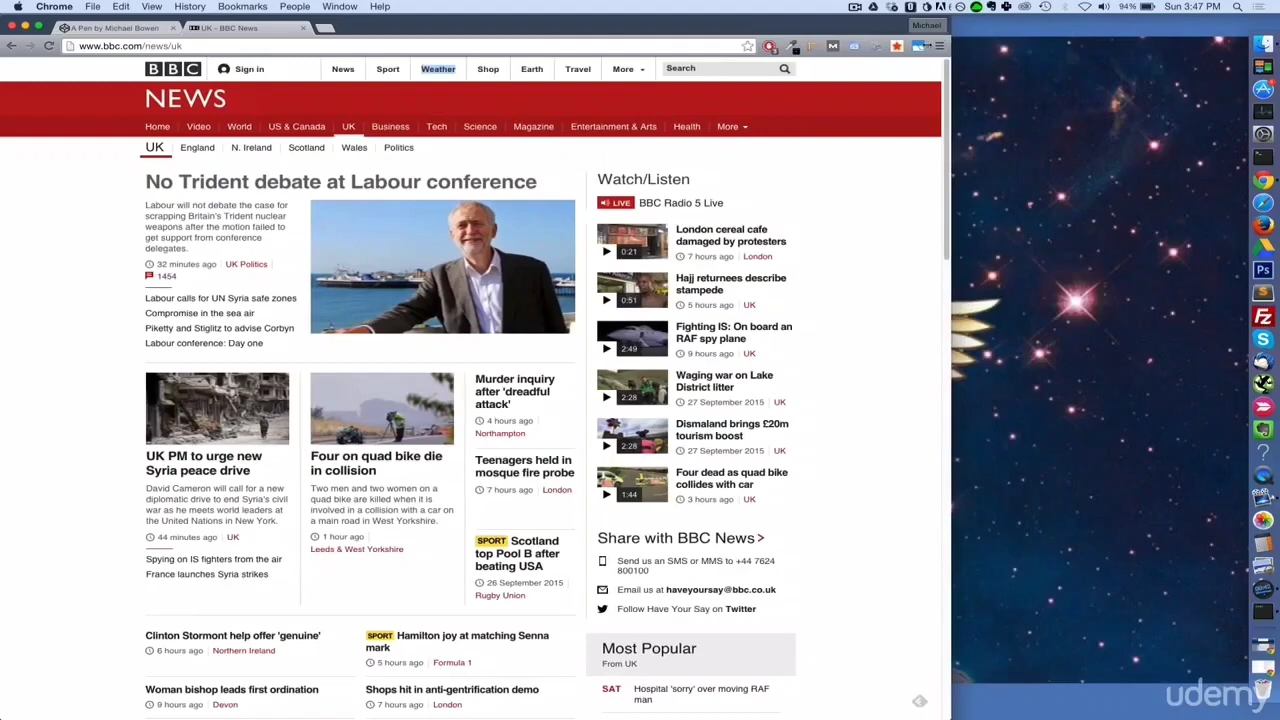 Chrome File Edit View History Bookmarks People Window Help 94% Sun 3:47 PM
A Pen by Michael Bowen UK - BBC News Michael
www.bbc.com/news/uk
BBC Sign in News Sport Weather Shop Earth Travel More Search
NEWS
Home Video World US & Canada UK Business Tech Science Magazine Entertainment & Arts Health More
UK England N. Ireland Scotland Wales Politics
No Trident debate at Labour conference
Labour will not debate the case for
scrapping Britain's Trident nuclear
weapons after the motion failed to
get support from conference
delegates.
32 minutes ago UK Politics
1454
Labour calls for UN Syria safe zones
Compromise in the sea air
Piketty and Stiglitz to advise Corbyn
Labour conference: Day one
UK PM to urge new
Syria peace drive
David Cameron will call for a new
diplomatic drive to end Syria's civil
war as he meets world leaders at
the United Nations in New York.
44 minutes ago UK
Spying on IS fighters from the air
France launches Syria strikes
Four on quad bike die
in collision
Two men and two women on a
quad bike are killed when it is
involved in a collision with a car on
a main road in West Yorkshire.
1 hour ago
Leeds & West Yorkshire
Murder inquiry
after 'dreadful
attack'
4 hours ago
Northampton
Teenagers held in
mosque fire probe
7 hours ago London
SPORT Scotland
top Pool B after
beating USA
26 September 2015
Rugby Union
Clinton Stormont help offer 'genuine'
6 hours ago Northern Ireland
SPORT Hamilton joy at matching Senna
mark
5 hours ago Formula 1
Woman bishop leads first ordination
9 hours ago Devon
Shops hit in anti-gentrification demo
7 hours ago London
Watch/Listen
LIVE BBC Radio 5 Live
0:21
London cereal cafe
damaged by protesters
7 hours ago London
0:51
Hajj returnees describe
stampede
5 hours ago UK
2:49
Fighting IS: On board an
RAF spy plane
9 hours ago UK
2:28
Waging war on Lake
District litter
27 September 2015 UK
2:28
Dismaland brings £20m
tourism boost
27 September 2015 UK
1:44
Four dead as quad bike
collides with car
3 hours ago UK
Share with BBC News >
Send us an SMS or MMS to +44 7624
800100
Email us at haveyoursay@bbc.co.uk
Follow Have Your Say on Twitter
Most Popular
From UK
SAT Hospital 'sorry' over moving RAF
man
Ps
Fz
udemy